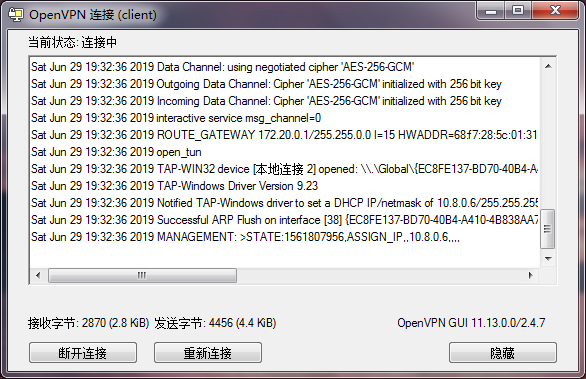 OpenVPN 连接 (client)
当前状态: 连接中
Sat Jun 29 19:32:36 2019 Data Channel: using negotiated cipher 'AES-256-GCM'
Sat Jun 29 19:32:36 2019 Outgoing Data Channel: Cipher 'AES-256-GCM' initialized with 256 bit key
Sat Jun 29 19:32:36 2019 Incoming Data Channel: Cipher 'AES-256-GCM' initialized with 256 bit key
Sat Jun 29 19:32:36 2019 interactive service msg_channel=0
Sat Jun 29 19:32:36 2019 ROUTE_GATEWAY 172.20.0.1/255.255.0.0 I=15 HWADDR=68:f7:28:5c:01:31
Sat Jun 29 19:32:36 2019 open_tun
Sat Jun 29 19:32:36 2019 TAP-WIN32 device [本地连接 2] opened: \\.\Global\{EC8FE137-BD70-40B4-A
Sat Jun 29 19:32:36 2019 TAP-Windows Driver Version 9.23
Sat Jun 29 19:32:36 2019 Notified TAP-Windows driver to set a DHCP IP/netmask of 10.8.0.6/255.255.255
Sat Jun 29 19:32:36 2019 Successful ARP Flush on interface [38] {EC8FE137-BD70-40B4-A410-4B838AA7
Sat Jun 29 19:32:36 2019 MANAGEMENT: >STATE:1561807956,ASSIGN_IP,,10.8.0.6,,,,
接收字节: 2870 (2.8 KiB) 发送字节: 4456 (4.4 KiB) OpenVPN GUI 11.13.0.0/2.4.7
断开连接 重新连接 隐藏